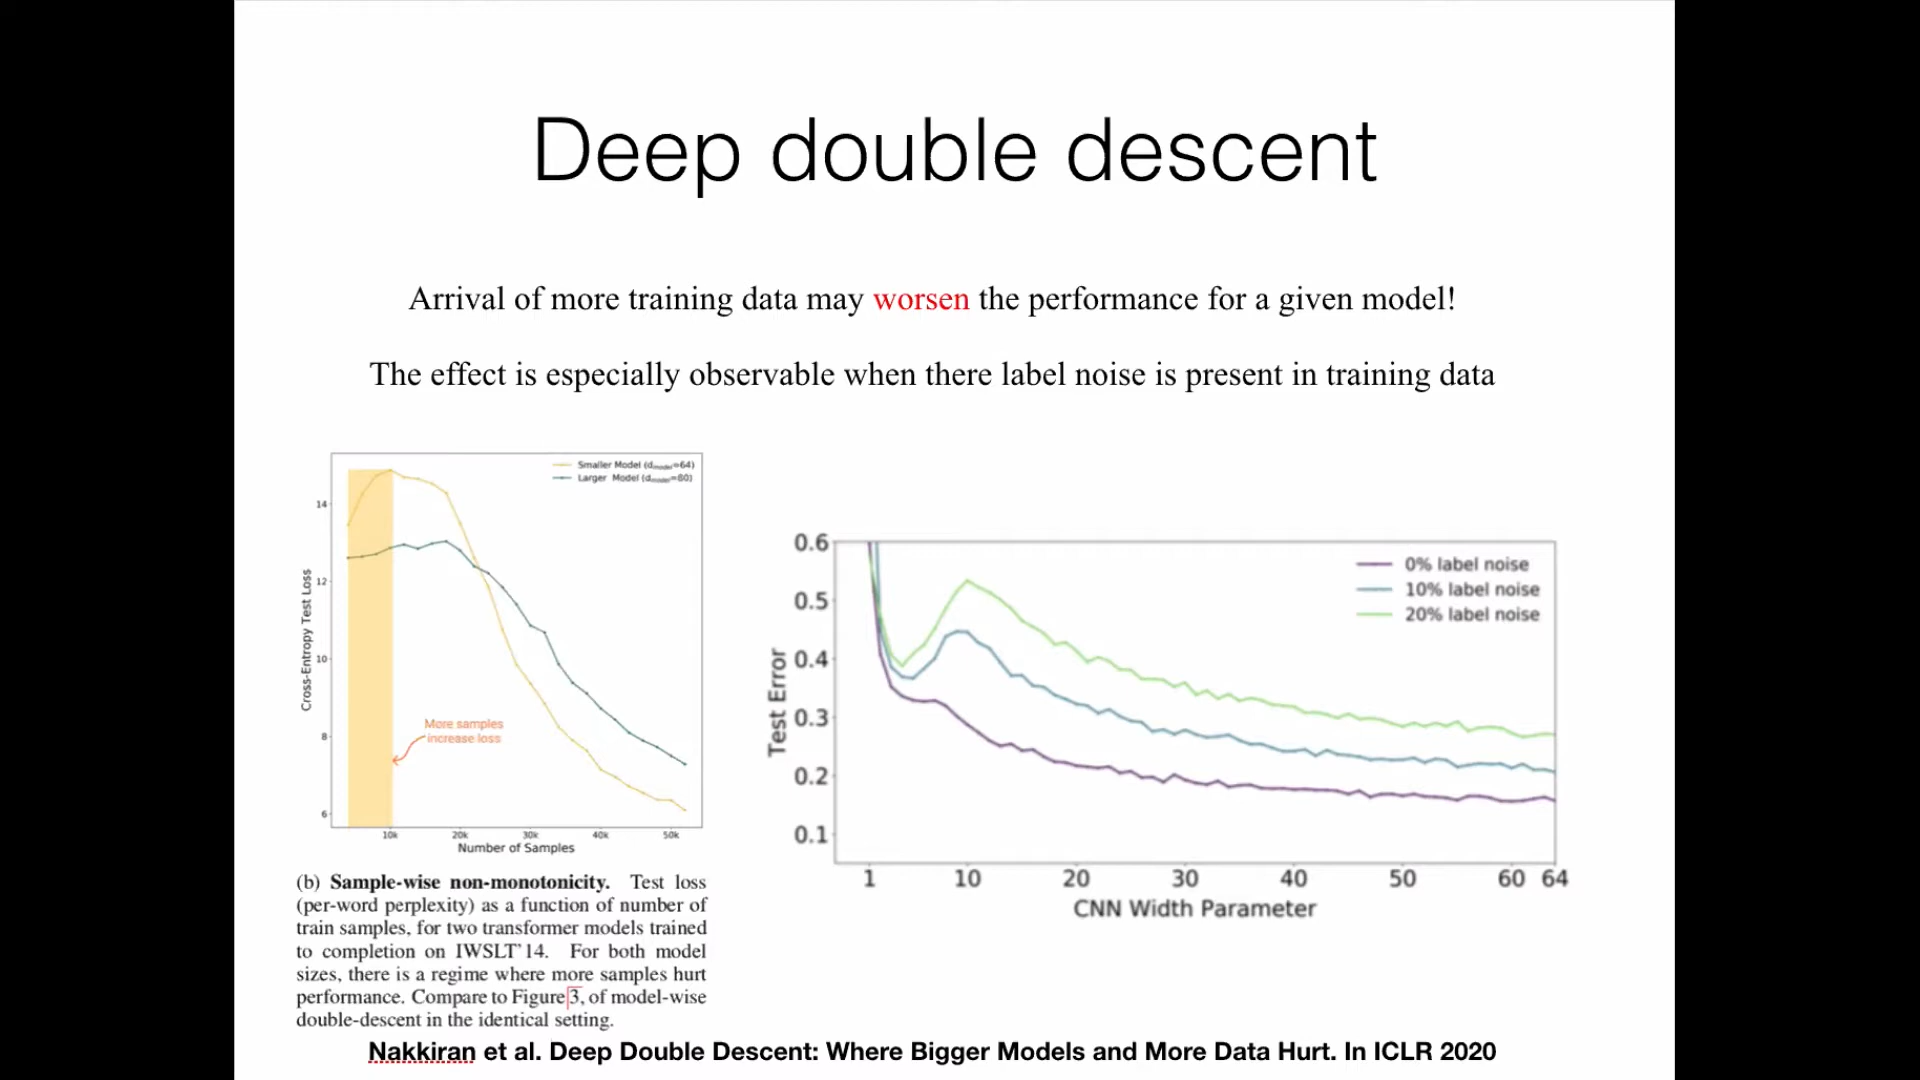 Deep double descent
Arrival of more training data may worsen the performance for a given model!
The effect is especially observable when there label noise is present in training data
Smaller Model (dmodel=64)
Larger Model (dmodel=80)
14
12
10
8
6
Cross-Entropy Test Loss
More samples
increase loss
10k 20k 30k 40k 50k
Number of Samples
(b) Sample-wise non-monotonicity. Test loss
(per-word perplexity) as a function of number of
train samples, for two transformer models trained
to completion on IWSLT'14. For both model
sizes, there is a regime where more samples hurt
performance. Compare to Figure 3, of model-wise
double-descent in the identical setting.
0% label noise
10% label noise
20% label noise
0.6
0.5
0.4
0.3
0.2
0.1
Test Error
1 10 20 30 40 50 60 64
CNN Width Parameter
Nakkiran et al. Deep Double Descent: Where Bigger Models and More Data Hurt. In ICLR 2020